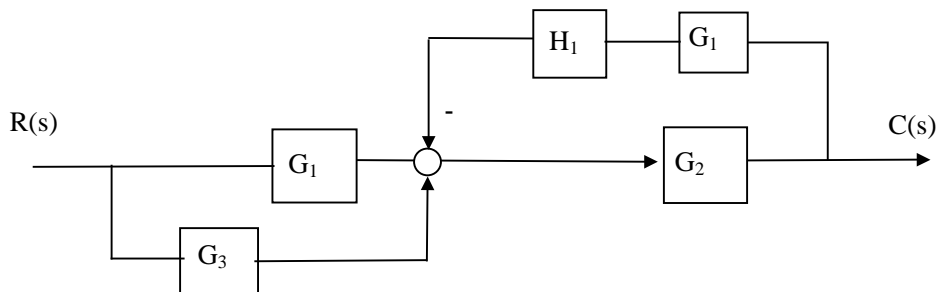 H₁
G₁
R(s)
-
C(s)
G₁
G₂
G₃